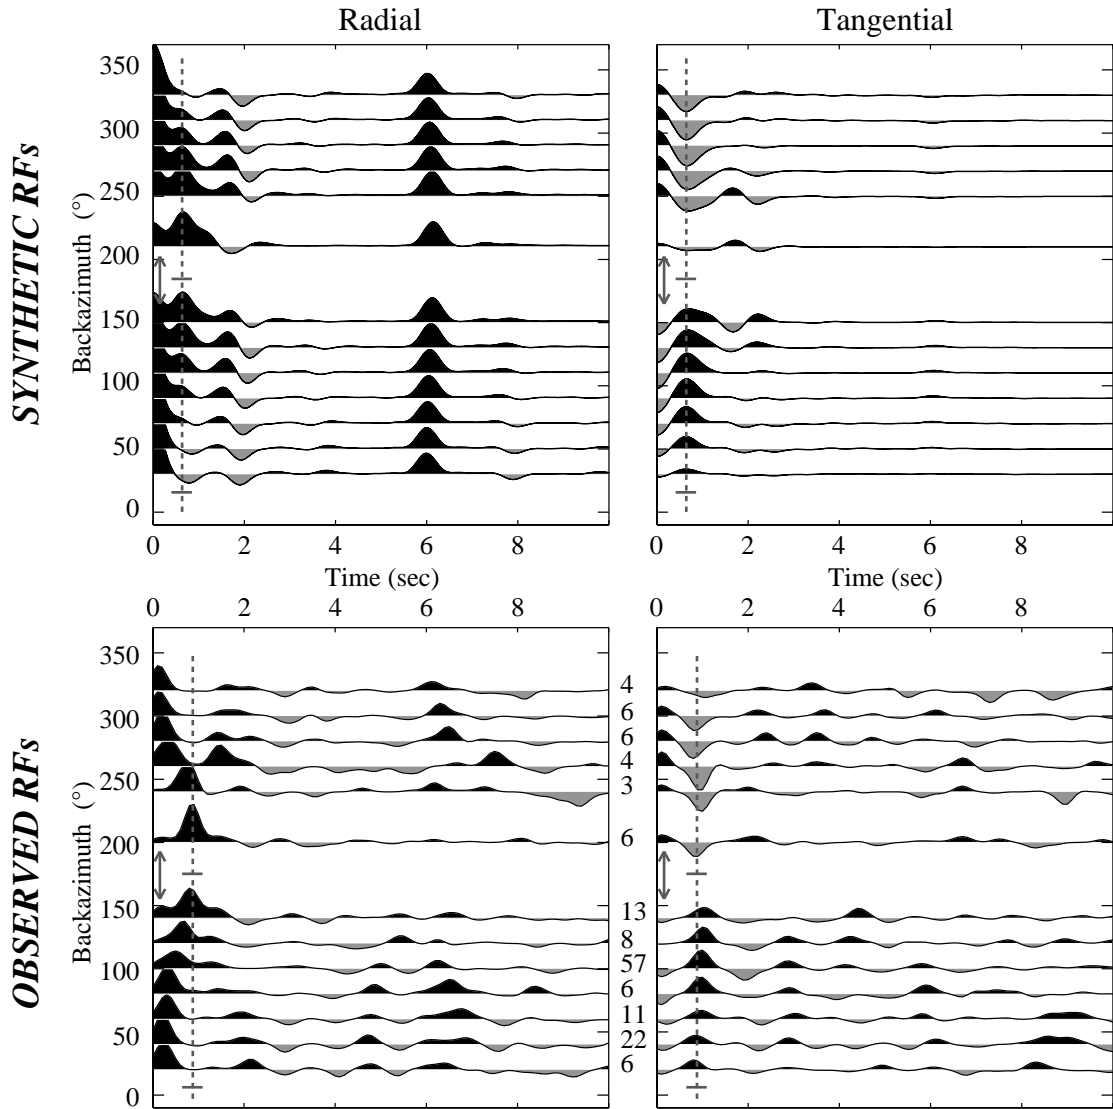 Radial
Tangential
SYNTHETIC RFs
Backazimuth (°)
350
300
250
200
150
100
50
0
0 2 4 6 8
0 2 4 6 8
Time (sec)
Time (sec)
0 2 4 6 8
0 2 4 6 8
OBSERVED RFs
Backazimuth (°)
350
300
250
200
150
100
50
0
4
6
6
4
3
6
13
8
57
6
11
22
6